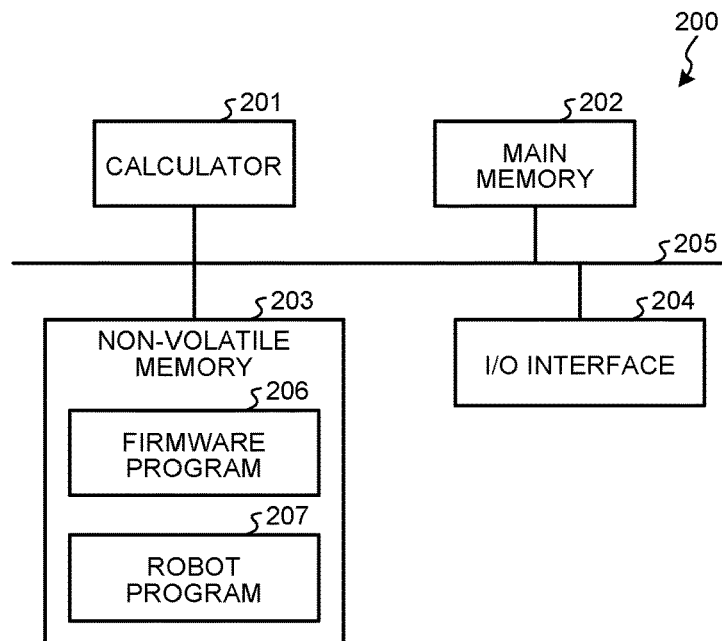 200
201
CALCULATOR
202
MAIN
MEMORY
205
203
NON-VOLATILE
MEMORY
206
FIRMWARE
PROGRAM
207
ROBOT
PROGRAM
204
I/O INTERFACE